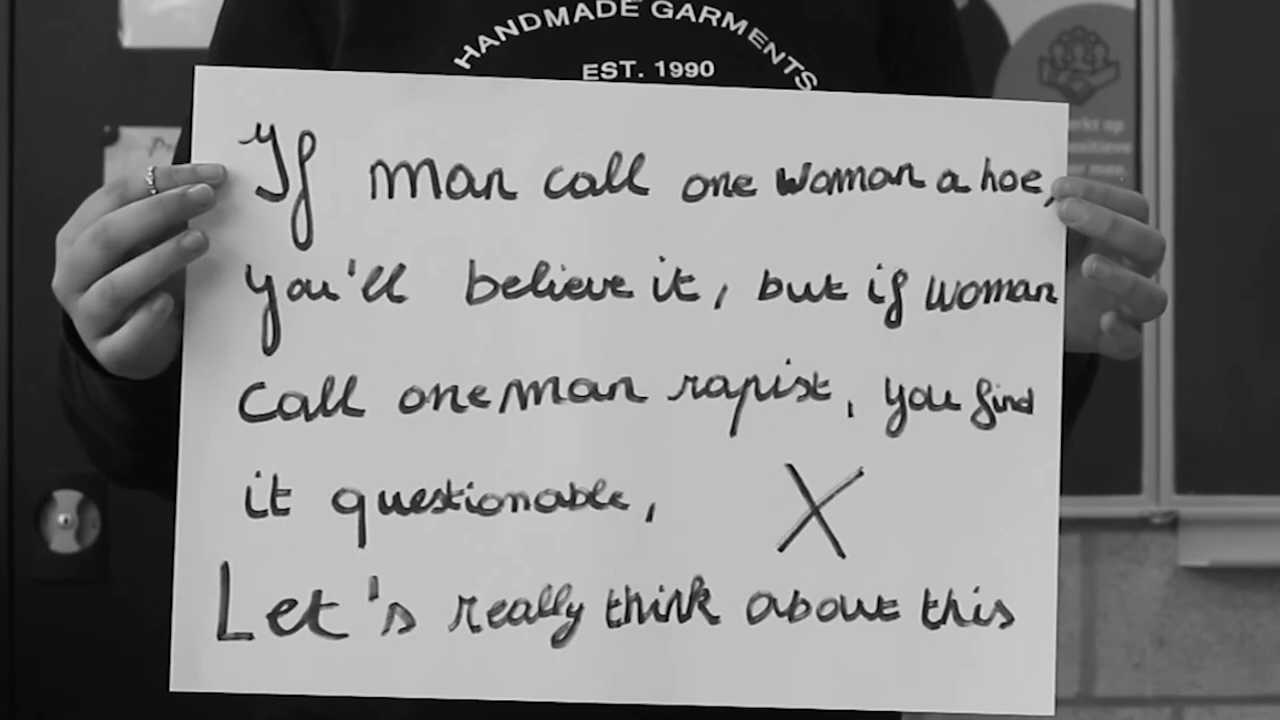 HANDMADE GARMENTS
EST. 1990
If man call one woman a hoe,
you'll believe it, but if woman
call one man rapist, you find
it questionable, X
Let's really think about this